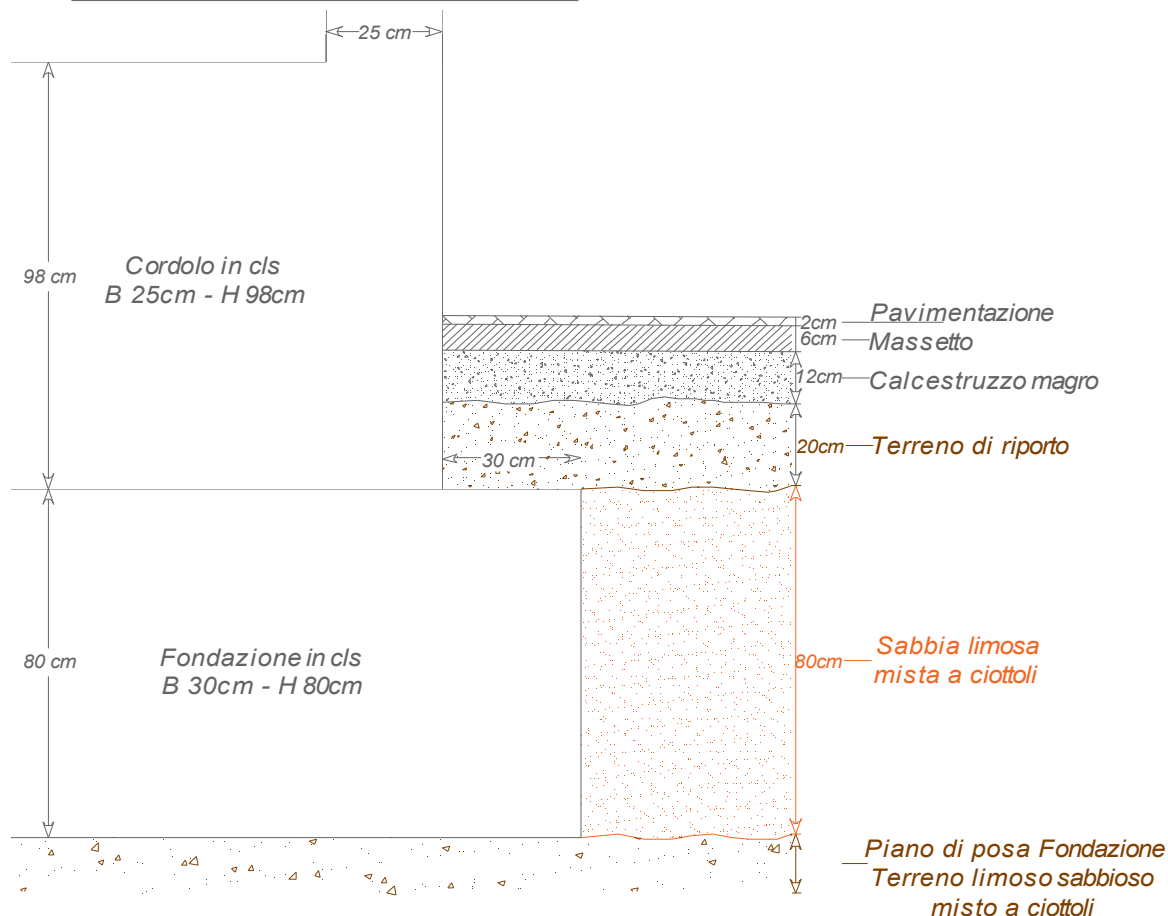 25 cm
98 cm
Cordolo in cls
B 25cm - H 98cm
2cm
Pavimentazione
6cm
Massetto
12cm
Calcestruzzo magro
20cm
Terreno di riporto
30 cm
80 cm
Fondazione in cls
B 30cm - H 80cm
80cm
Sabbia limosa
mista a ciottoli
Piano di posa Fondazione
Terreno limoso sabbioso
misto a ciottoli